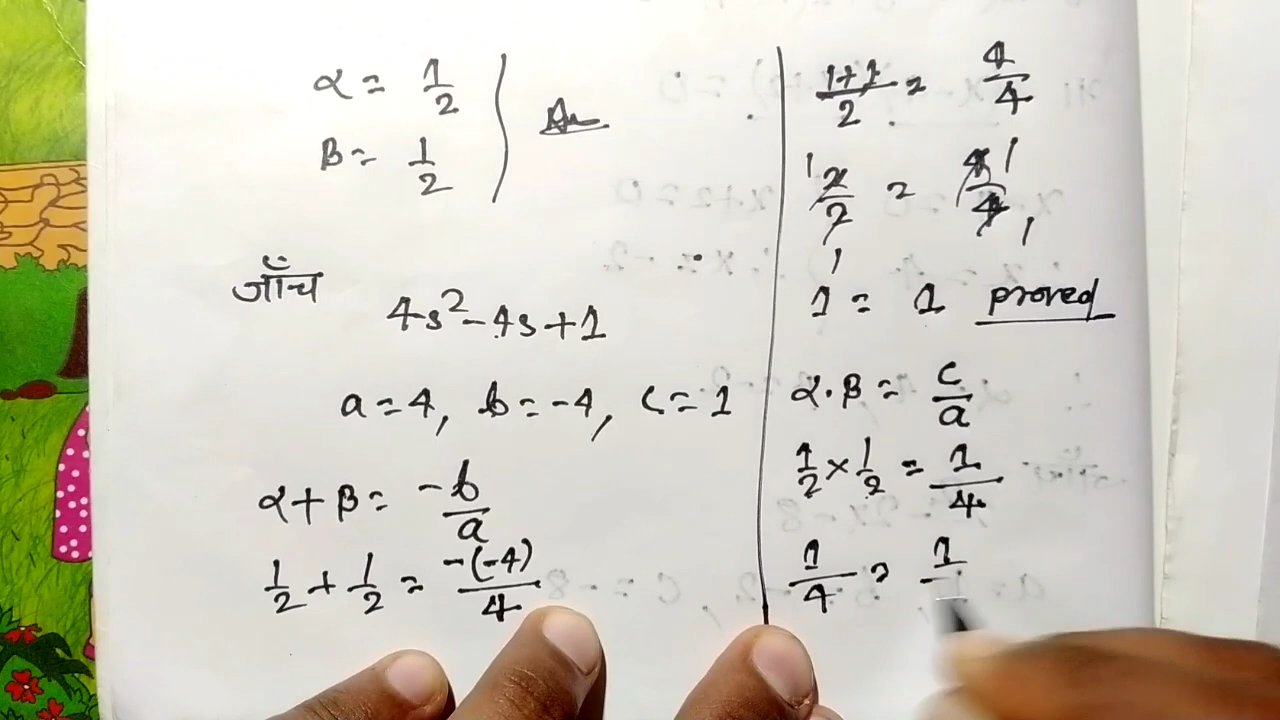 α = 1/2
β = 1/2
Ans
जाँच
4s² - 4s + 1
a = 4, b = -4, c = 1
α + β = -b/a
1/2 + 1/2 = -(-4)/4
1+1/2 = 4/4
2/2 = 4/4
1 = 1 proved
α·β = c/a
1/2 × 1/2 = 1/4
1/4 = 1/